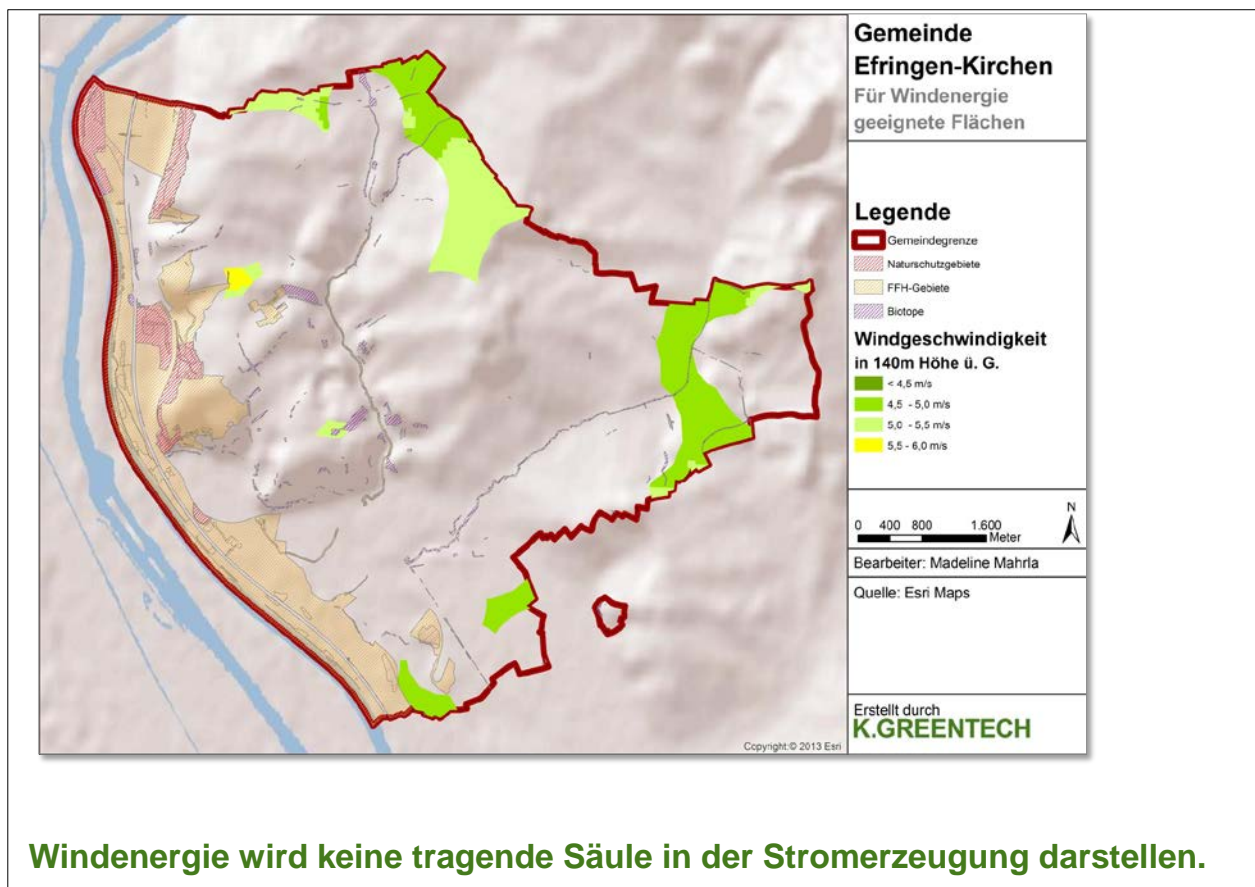 Gemeinde
Efringen-Kirchen
Für Windenergie
geeignete Flächen
Legende
Gemeindegrenze
Naturschutzgebiete
FFH-Gebiete
Biotope
Windgeschwindigkeit
in 140m Höhe ü. G.
< 4,5 m/s
4,5 - 5,0 m/s
5,0 - 5,5 m/s
5,5 - 6,0 m/s
N
0 400 800 1.600
Meter
Bearbeiter: Madeline Mahrla
Quelle: Esri Maps
Erstellt durch
K.GREENTECH
Copyright:© 2013 Esri
Windenergie wird keine tragende Säule in der Stromerzeugung darstellen.